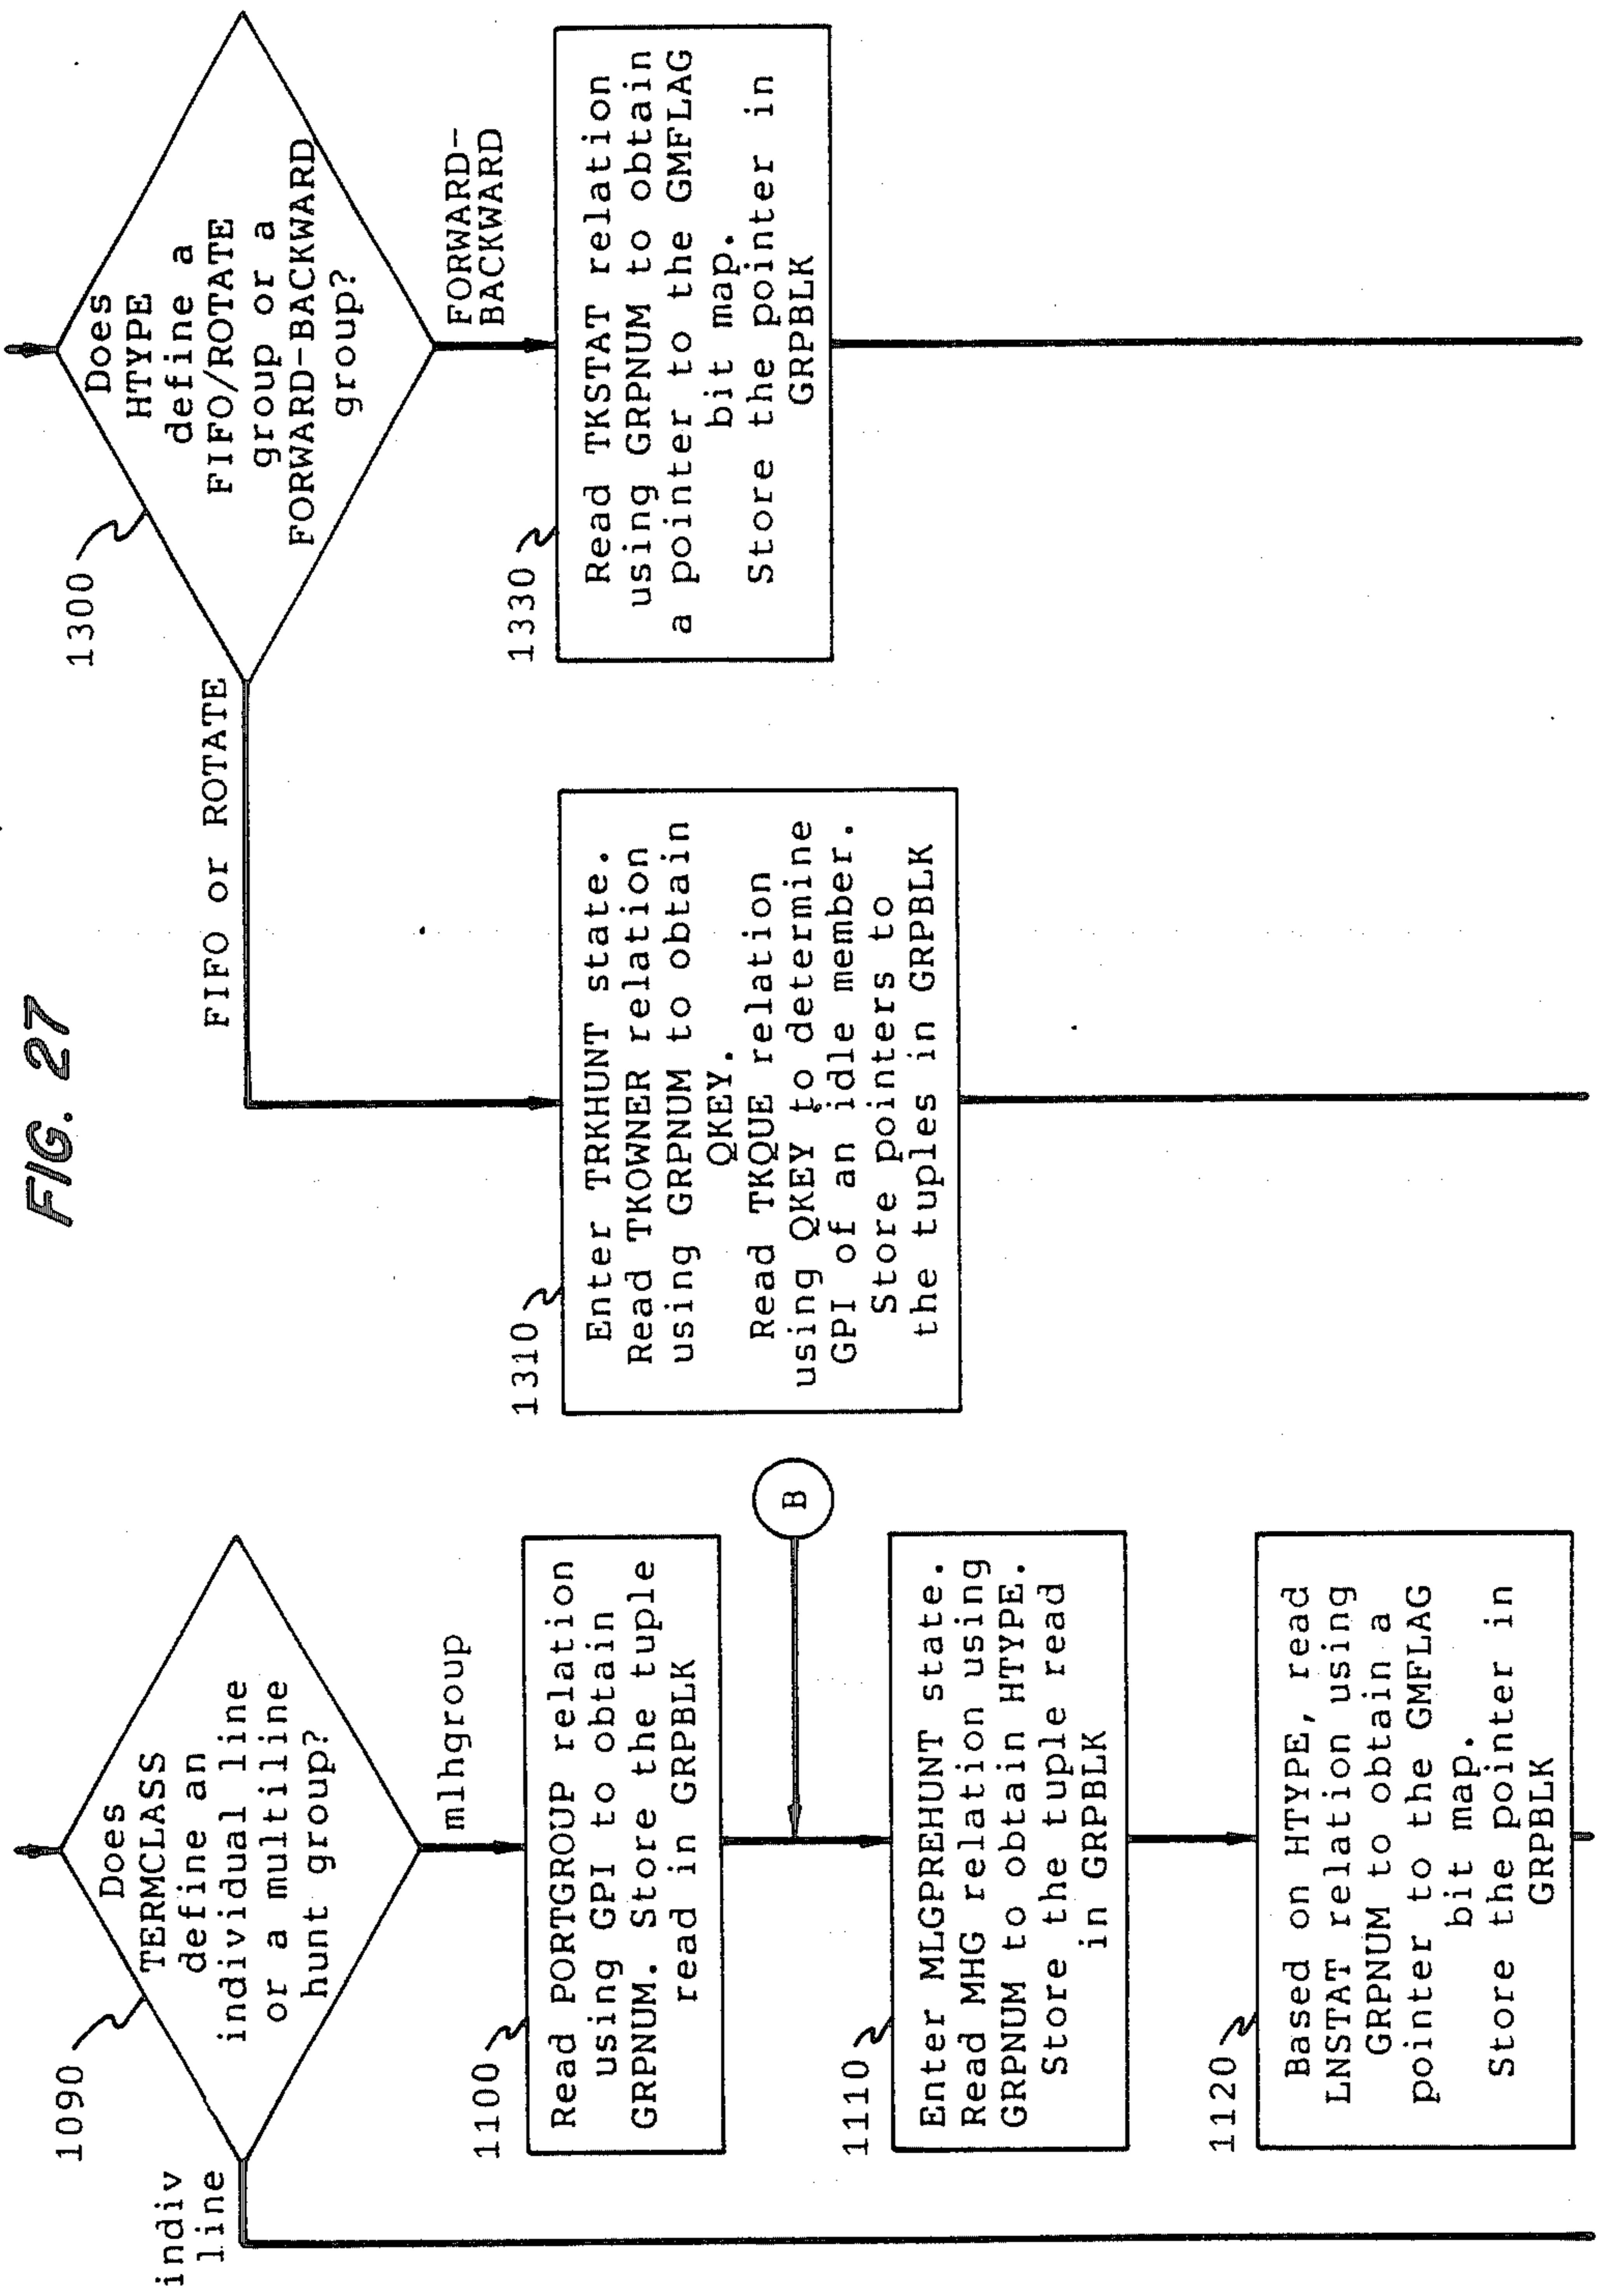 FIG. 27
1090
Does
TERMCLASS
define an
individual line
or a multiline
hunt group?
indiv
line
mlhgroup
1100
Read PORTGROUP relation
using GPI to obtain
GRPNUM. Store the tuple
read in GRPBLK
B
1110
Enter MLGPREHUNT state.
Read MHG relation using
GRPNUM to obtain HTYPE.
Store the tuple read
in GRPBLK
1120
Based on HTYPE, read
LNSTAT relation using
GRPNUM to obtain a
pointer to the GMFLAG
bit map.
Store the pointer in
GRPBLK
1300
Does
HTYPE
define a
FIFO/ROTATE
group or a
FORWARD-BACKWARD
group?
FIFO or ROTATE
FORWARD-
BACKWARD
1310
Enter TRKHUNT state.
Read TKOWNER relation
using GRPNUM to obtain
QKEY.
Read TKQUE relation
using QKEY to determine
GPI of an idle member.
Store pointers to
the tuples in GRPBLK
1330
Read TKSTAT relation
using GRPNUM to obtain
a pointer to the GMFLAG
bit map.
Store the pointer in
GRPBLK